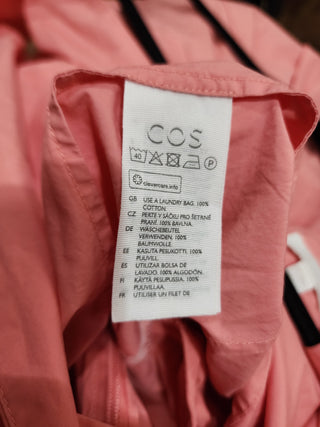 COS
40 P
clevercare.info
GB USE A LAUNDRY BAG. 100%
COTTON.
CZ PERTE V SÁČKU PRO ŠETRNÉ
PRANÍ. 100% BAVLNA.
DE WÄSCHEBEUTEL
VERWENDEN. 100%
BAUMWOLLE.
EE KASUTA PESUKOTTI. 100%
PUUVILL.
ES UTILIZAR BOLSA DE
LAVADO. 100% ALGODÓN.
FI KÄYTÄ PESUPUSSIA. 100%
PUUVILLAA.
FR UTILISER UN FILET DE